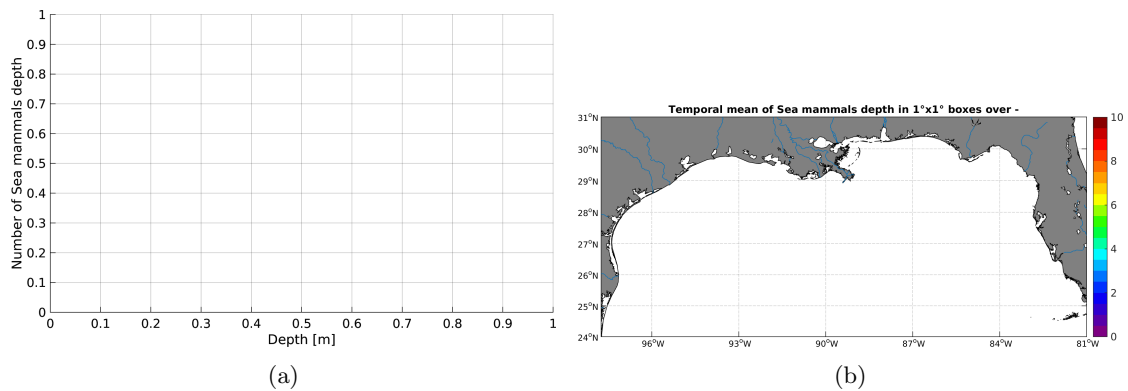 1
0.9
0.8
0.7
0.6
0.5
0.4
0.3
0.2
0.1
0
Number of Sea mammals depth
0 0.1 0.2 0.3 0.4 0.5 0.6 0.7 0.8 0.9 1
Depth [m]
(a)
Temporal mean of Sea mammals depth in 1°x1° boxes over -
31°N
30°N
29°N
28°N
27°N
26°N
25°N
24°N
96°W 93°W 90°W 87°W 84°W 81°W
10
8
6
4
2
0
(b)